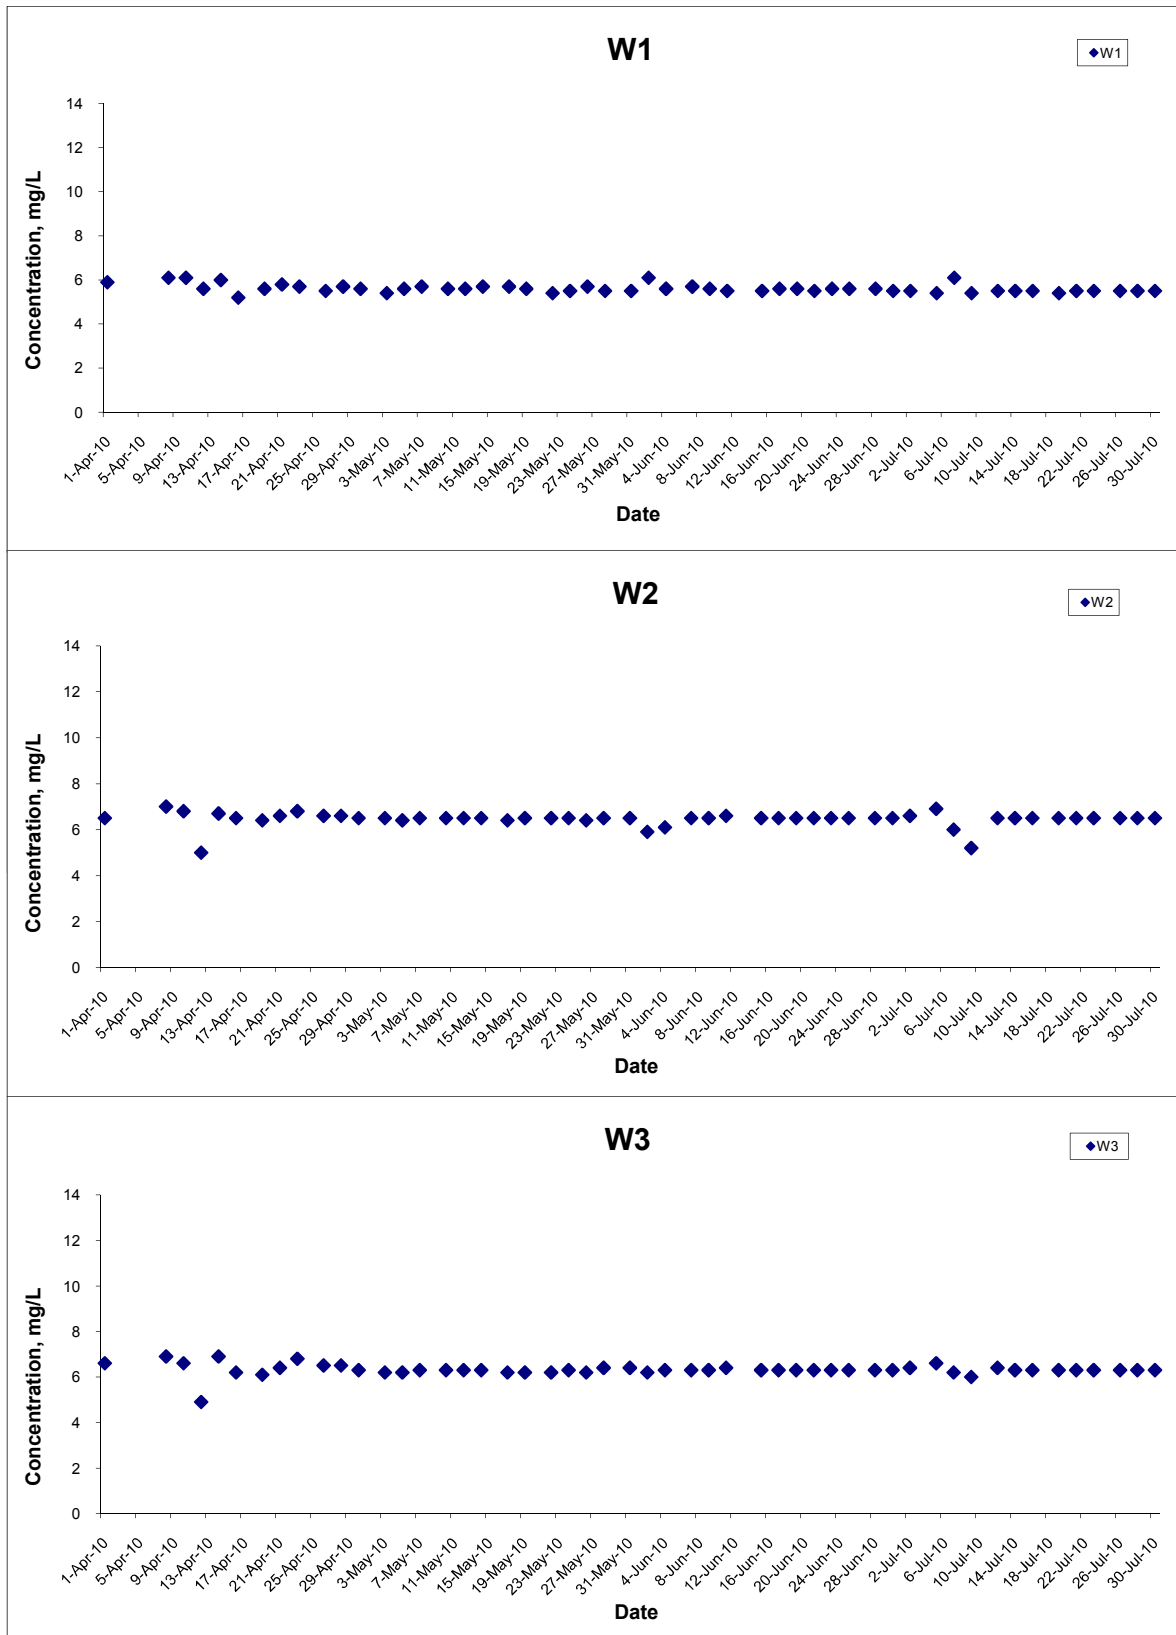 W1
W1
14
12
10
8
6
4
2
0
Concentration, mg/L
1-Apr-10 5-Apr-10 9-Apr-10 13-Apr-10 17-Apr-10 21-Apr-10 25-Apr-10 29-Apr-10 3-May-10 7-May-10 11-May-10 15-May-10 19-May-10 23-May-10 27-May-10 31-May-10 4-Jun-10 8-Jun-10 12-Jun-10 16-Jun-10 20-Jun-10 24-Jun-10 28-Jun-10 2-Jul-10 6-Jul-10 10-Jul-10 14-Jul-10 18-Jul-10 22-Jul-10 26-Jul-10 30-Jul-10
Date
W2
W2
14
12
10
8
6
4
2
0
Concentration, mg/L
1-Apr-10 5-Apr-10 9-Apr-10 13-Apr-10 17-Apr-10 21-Apr-10 25-Apr-10 29-Apr-10 3-May-10 7-May-10 11-May-10 15-May-10 19-May-10 23-May-10 27-May-10 31-May-10 4-Jun-10 8-Jun-10 12-Jun-10 16-Jun-10 20-Jun-10 24-Jun-10 28-Jun-10 2-Jul-10 6-Jul-10 10-Jul-10 14-Jul-10 18-Jul-10 22-Jul-10 26-Jul-10 30-Jul-10
Date
W3
W3
14
12
10
8
6
4
2
0
Concentration, mg/L
1-Apr-10 5-Apr-10 9-Apr-10 13-Apr-10 17-Apr-10 21-Apr-10 25-Apr-10 29-Apr-10 3-May-10 7-May-10 11-May-10 15-May-10 19-May-10 23-May-10 27-May-10 31-May-10 4-Jun-10 8-Jun-10 12-Jun-10 16-Jun-10 20-Jun-10 24-Jun-10 28-Jun-10 2-Jul-10 6-Jul-10 10-Jul-10 14-Jul-10 18-Jul-10 22-Jul-10 26-Jul-10 30-Jul-10
Date